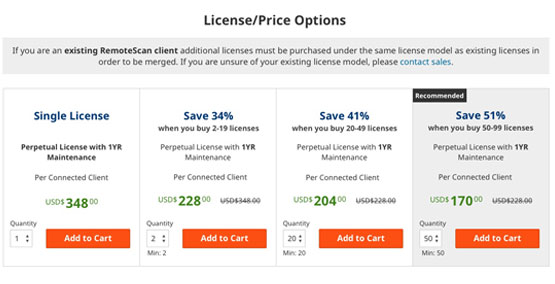 License/Price Options
If you are an existing RemoteScan client additional licenses must be purchased under the same license model as existing licenses in
order to be merged. If you are unsure of your existing license model, please contact sales.
Single License
Perpetual License with 1YR
Maintenance
Per Connected Client
USD$ 348.00
Quantity
1
Add to Cart
Save 34%
when you buy 2-19 licenses
Perpetual License with 1YR
Maintenance
Per Connected Client
USD$ 228.00 USD$348.00
Quantity
2
Add to Cart
Min: 2
Save 41%
when you buy 20-49 licenses
Perpetual License with 1YR
Maintenance
Per Connected Client
USD$ 204.00 USD$228.00
Quantity
20
Add to Cart
Min: 20
Recommended
Save 51%
when you buy 50-99 licenses
Perpetual License with 1YR
Maintenance
Per Connected Client
USD$ 170.00 USD$228.00
Quantity
50
Add to Cart
Min: 50